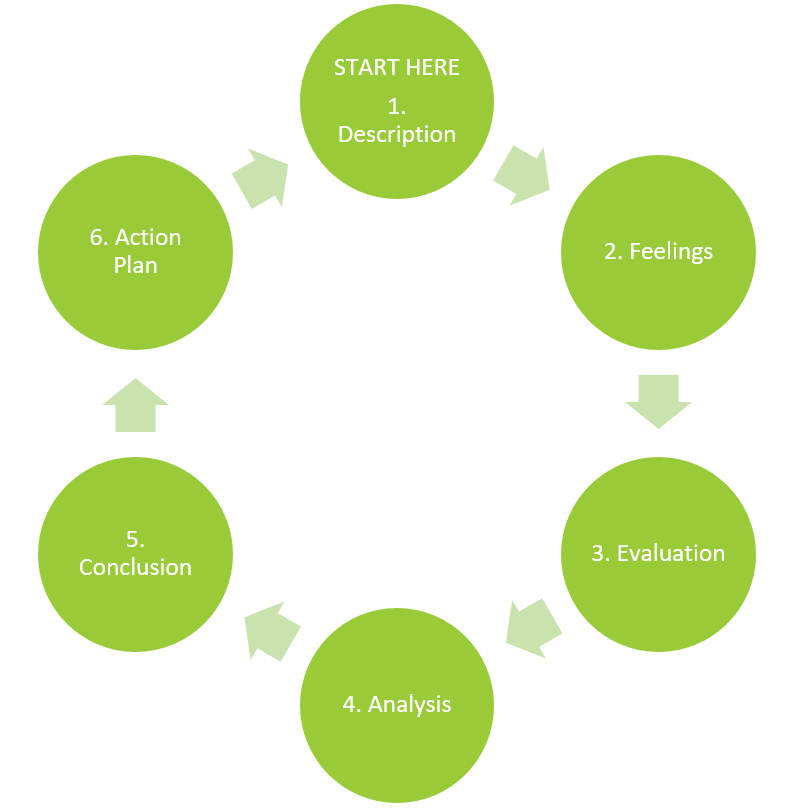 START HERE
1.
Description
2. Feelings
3. Evaluation
4. Analysis
5.
Conclusion
6. Action
Plan